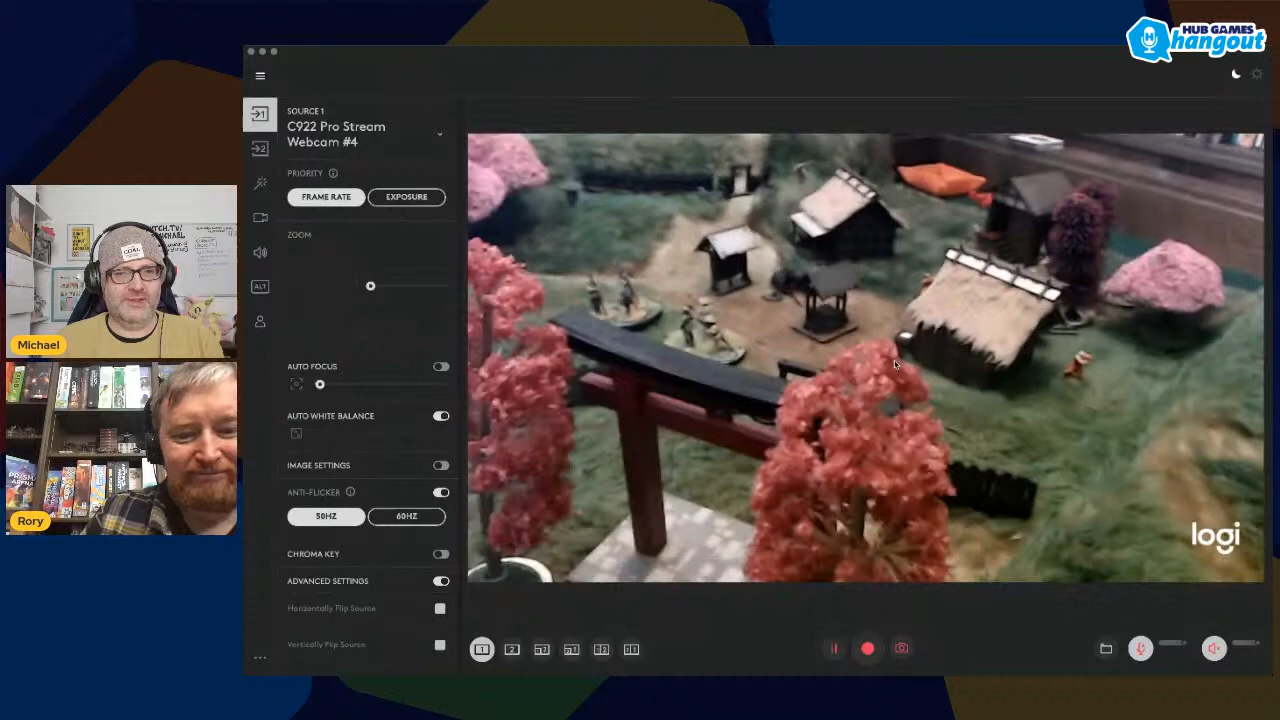 HUB GAMES
hangout
SOURCE 1
C922 Pro Stream
Webcam #4
PRIORITY
FRAME RATE
EXPOSURE
ZOOM
ALT
AUTO FOCUS
AUTO WHITE BALANCE
IMAGE SETTINGS
ANTI-FLICKER
50HZ
60HZ
CHROMA KEY
ADVANCED SETTINGS
Horizontally Flip Source
Vertically Flip Source
logi
Michael
Rory